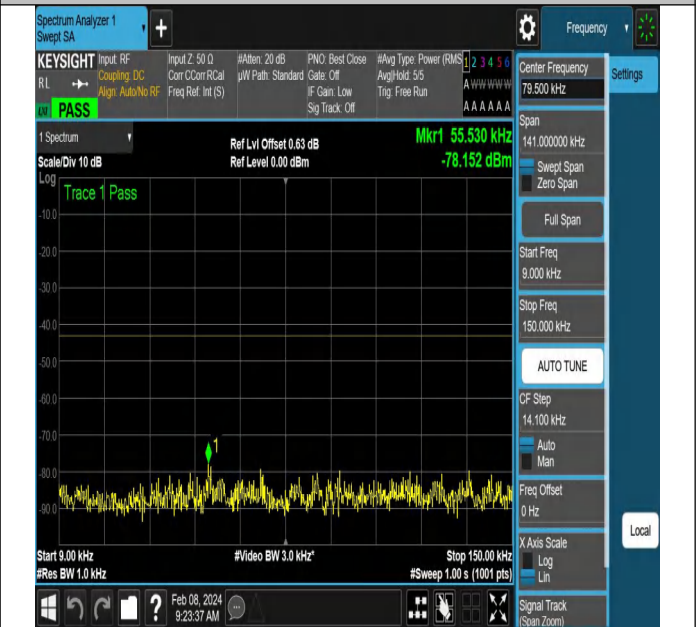 Spectrum Analyzer 1
Swept SA
+
Frequency
KEYSIGHT
RL
PASS
Input: RF
Coupling: DC
Align: Auto/No RF
Input Z: 50 Ω
Corr CCorr RCal
Freq Ref: Int (S)
#Atten: 20 dB
µW Path: Standard
PNO: Best Close
Gate: Off
IF Gain: Low
Sig Track: Off
#Avg Type: Power (RMS
Avg|Hold: 5/5
Trig: Free Run
1 2 3 4 5 6
A W W W W W
A A A A A A
Settings
1 Spectrum
Scale/Div 10 dB
Ref Lvl Offset 0.63 dB
Ref Level 0.00 dBm
Mkr1 55.530 kHz
-78.152 dBm
Log
Trace 1 Pass
-10.0
-20.0
-30.0
-40.0
-50.0
-60.0
-70.0
-80.0
-90.0
1
Start 9.00 kHz
#Res BW 1.0 kHz
#Video BW 3.0 kHz*
Stop 150.00 kHz
#Sweep 1.00 s (1001 pts)
Center Frequency
79.500 kHz
Span
141.000000 kHz
Swept Span
Zero Span
Full Span
Start Freq
9.000 kHz
Stop Freq
150.000 kHz
AUTO TUNE
CF Step
14.100 kHz
Auto
Man
Freq Offset
0 Hz
X Axis Scale
Log
Lin
Signal Track
(Span Zoom)
Local
?
Feb 08, 2024
9:23:37 AM